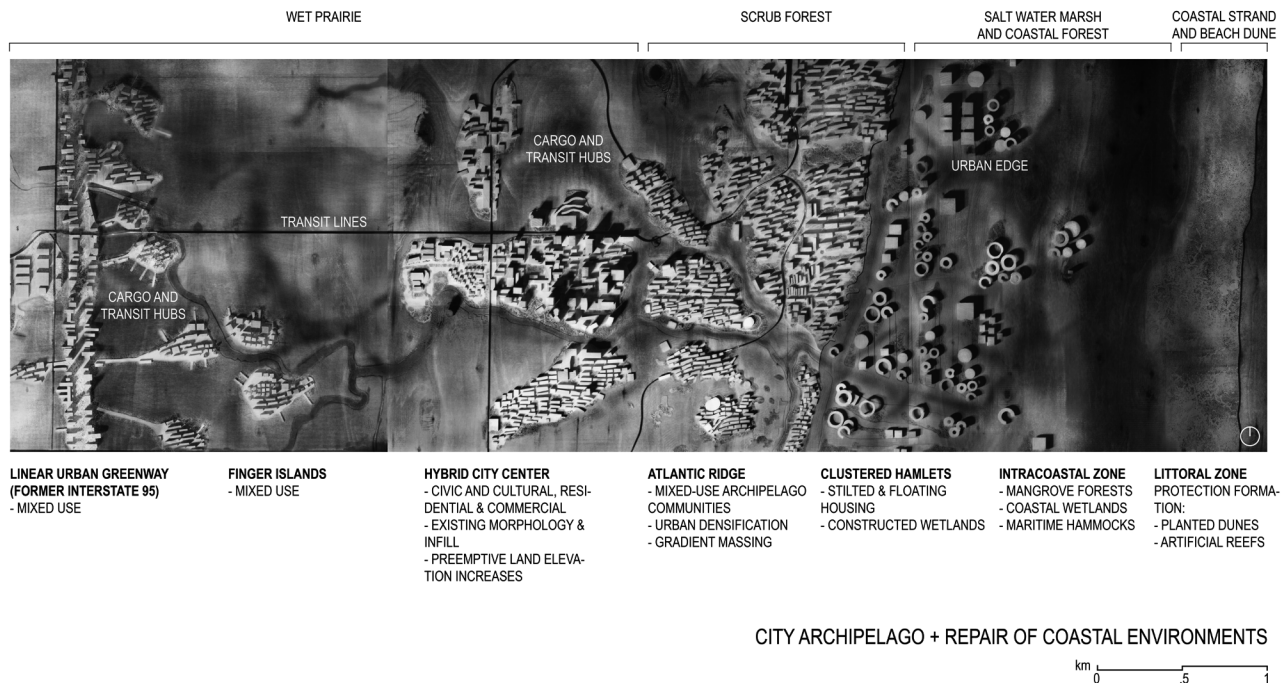 WET PRAIRIE
SCRUB FOREST
SALT WATER MARSH
AND COASTAL FOREST
COASTAL STRAND
AND BEACH DUNE
CARGO AND
TRANSIT HUBS
URBAN EDGE
TRANSIT LINES
CARGO AND
TRANSIT HUBS
LINEAR URBAN GREENWAY
(FORMER INTERSTATE 95)
- MIXED USE
FINGER ISLANDS
- MIXED USE
HYBRID CITY CENTER
- CIVIC AND CULTURAL, RESI-
DENTIAL & COMMERCIAL
- EXISTING MORPHOLOGY &
INFILL
- PREEMPTIVE LAND ELEVA-
TION INCREASES
ATLANTIC RIDGE
- MIXED-USE ARCHIPELAGO
COMMUNITIES
- URBAN DENSIFICATION
- GRADIENT MASSING
CLUSTERED HAMLETS
- STILTED & FLOATING
HOUSING
- CONSTRUCTED WETLANDS
INTRACOASTAL ZONE
- MANGROVE FORESTS
- COASTAL WETLANDS
- MARITIME HAMMOCKS
LITTORAL ZONE
PROTECTION FORMA-
TION:
- PLANTED DUNES
- ARTIFICIAL REEFS
CITY ARCHIPELAGO + REPAIR OF COASTAL ENVIRONMENTS
km
0 .5 1